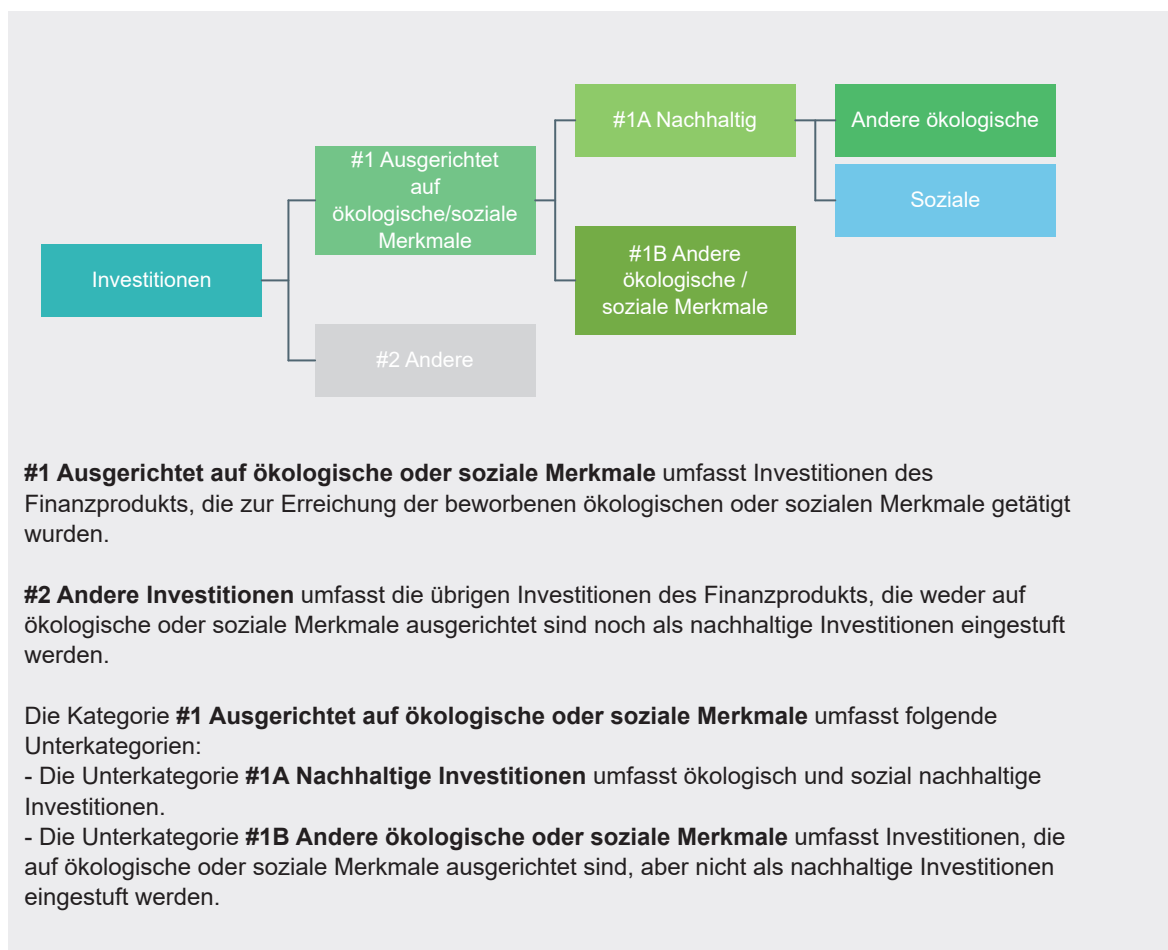 #1A Nachhaltig
Andere ökologische
#1 Ausgerichtet
auf
ökologische/soziale
Merkmale
Soziale
#1B Andere
ökologische /
soziale Merkmale
Investitionen
#2 Andere
#1 Ausgerichtet auf ökologische oder soziale Merkmale umfasst Investitionen des
Finanzprodukts, die zur Erreichung der beworbenen ökologischen oder sozialen Merkmale getätigt
wurden.
#2 Andere Investitionen umfasst die übrigen Investitionen des Finanzprodukts, die weder auf
ökologische oder soziale Merkmale ausgerichtet sind noch als nachhaltige Investitionen eingestuft
werden.
Die Kategorie #1 Ausgerichtet auf ökologische oder soziale Merkmale umfasst folgende
Unterkategorien:
- Die Unterkategorie #1A Nachhaltige Investitionen umfasst ökologisch und sozial nachhaltige
Investitionen.
- Die Unterkategorie #1B Andere ökologische oder soziale Merkmale umfasst Investitionen, die
auf ökologische oder soziale Merkmale ausgerichtet sind, aber nicht als nachhaltige Investitionen
eingestuft werden.